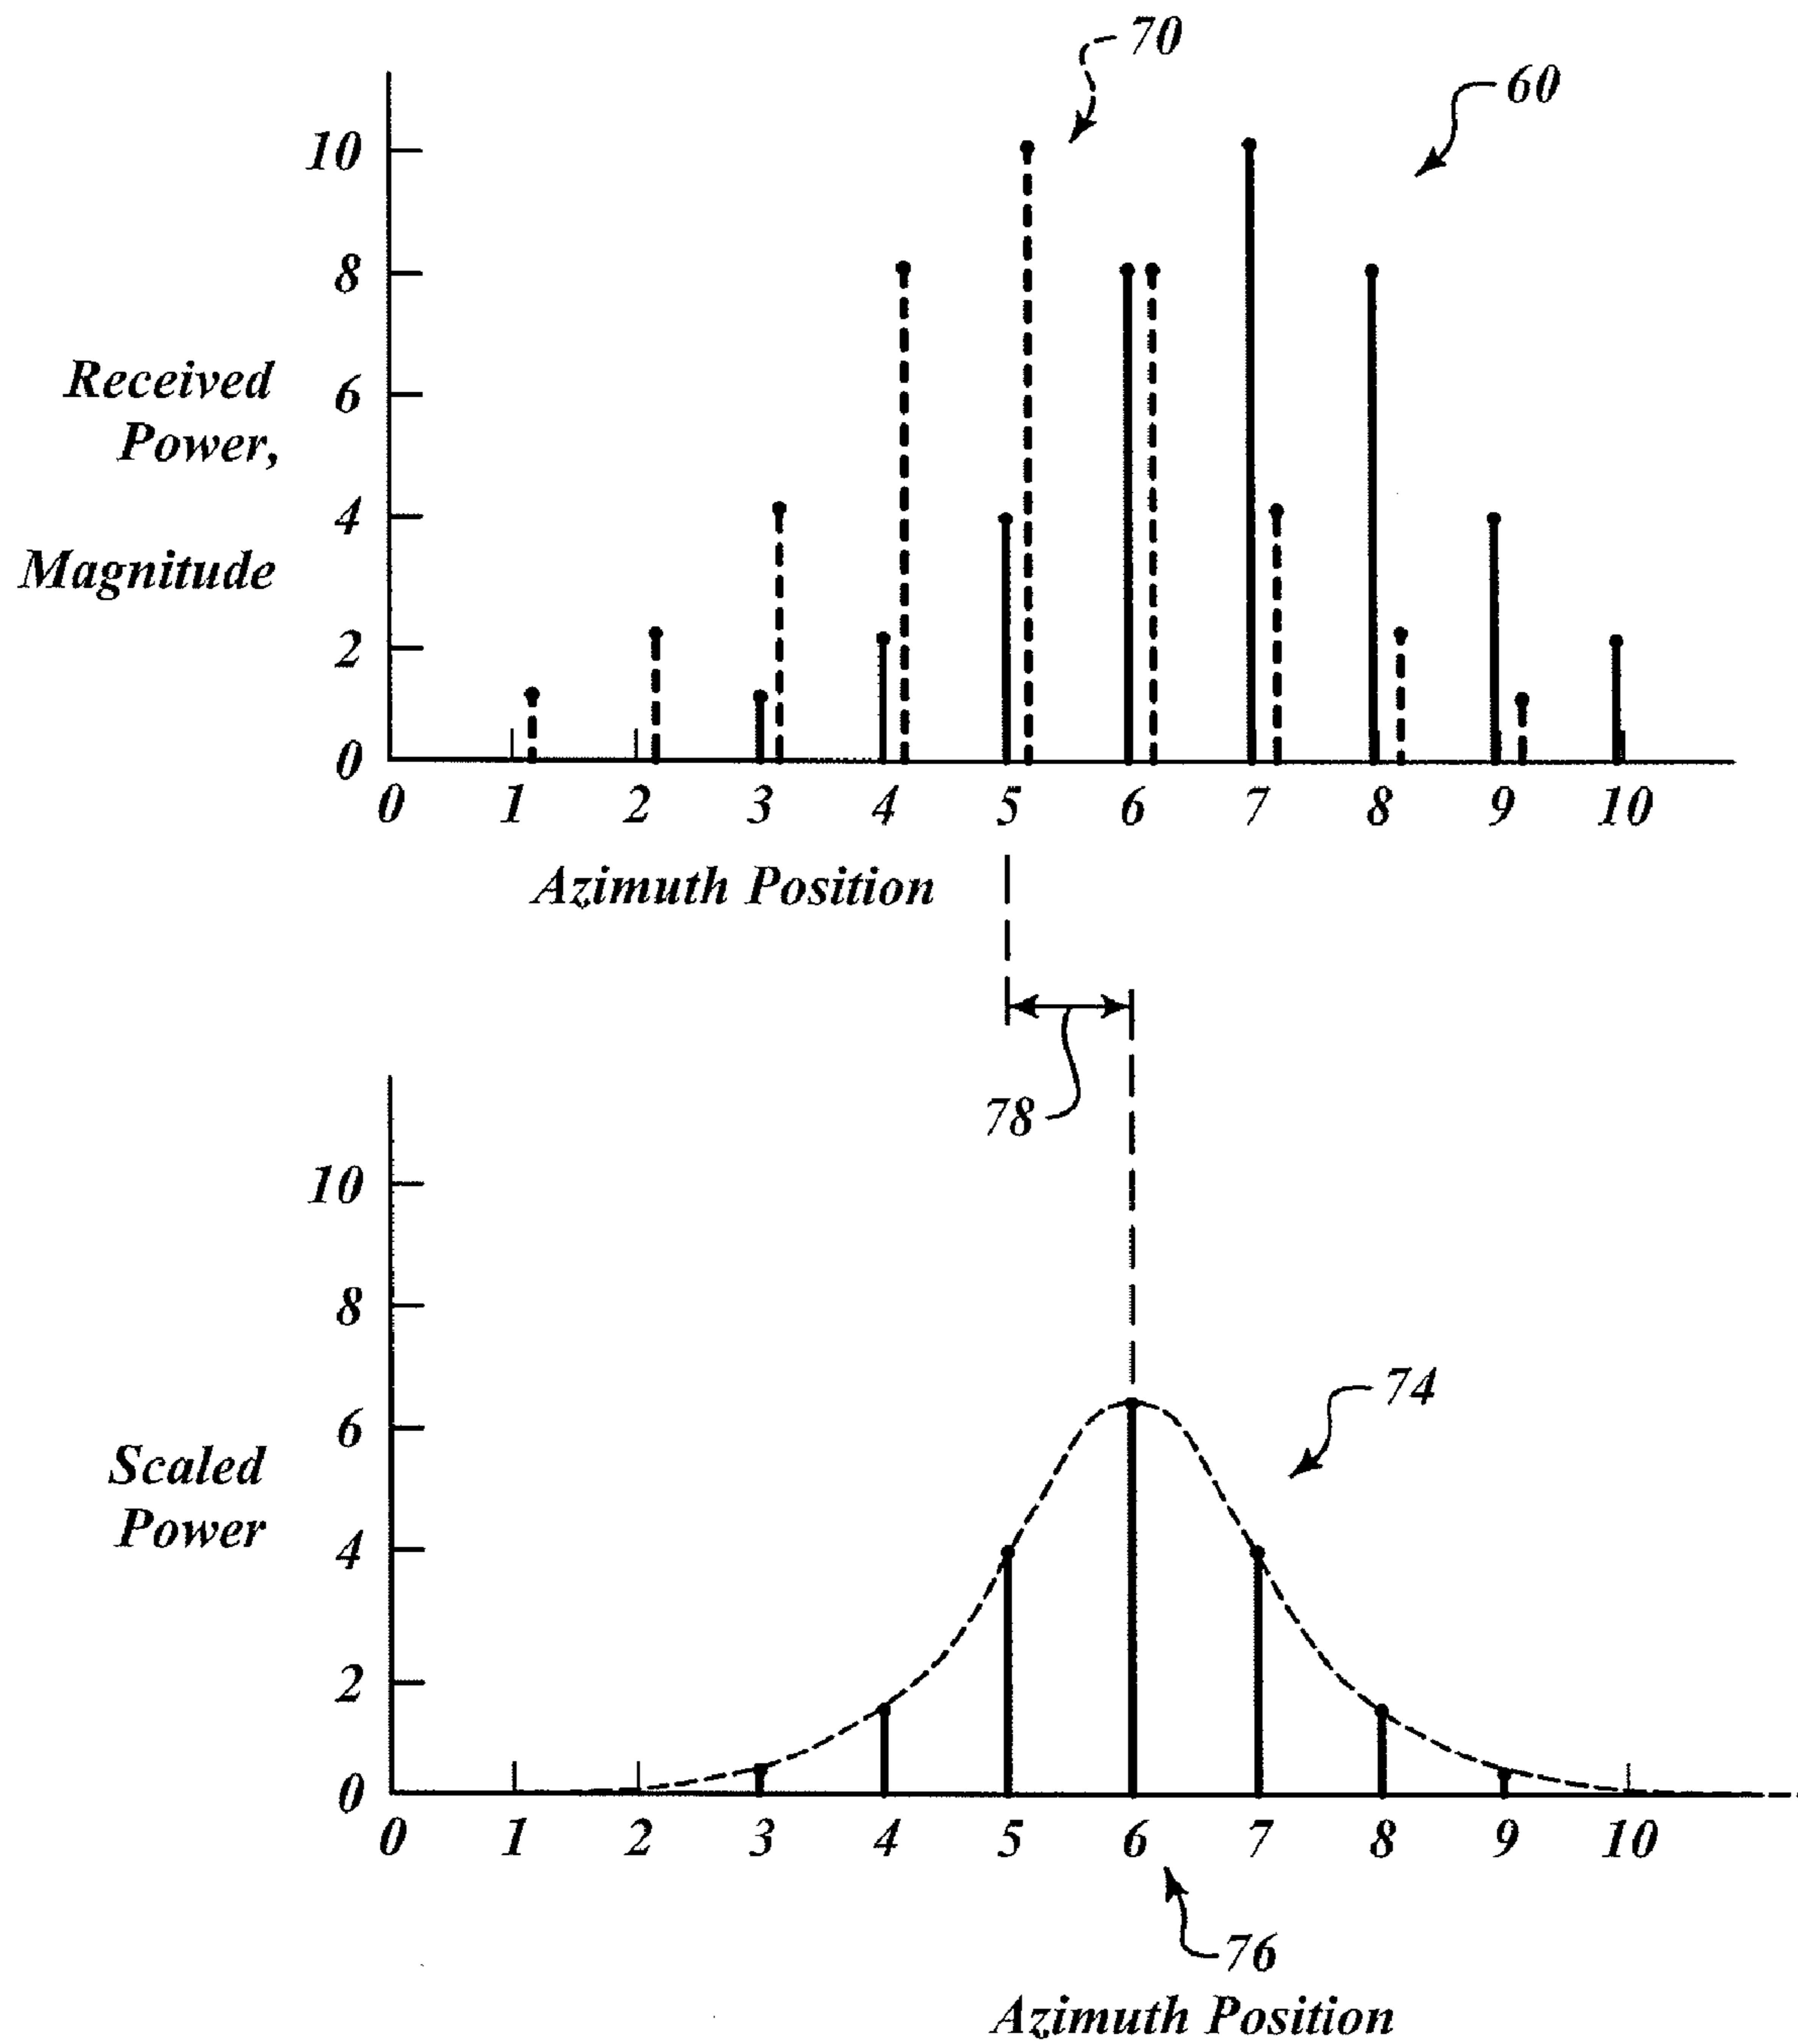 70
60
10
8
Received
Power,
6
4
Magnitude
2
0
0 1 2 3 4 5 6 7 8 9 10
Azimuth Position
78
10
8
74
6
Scaled
Power
4
2
0
0 1 2 3 4 5 6 7 8 9 10
76
Azimuth Position